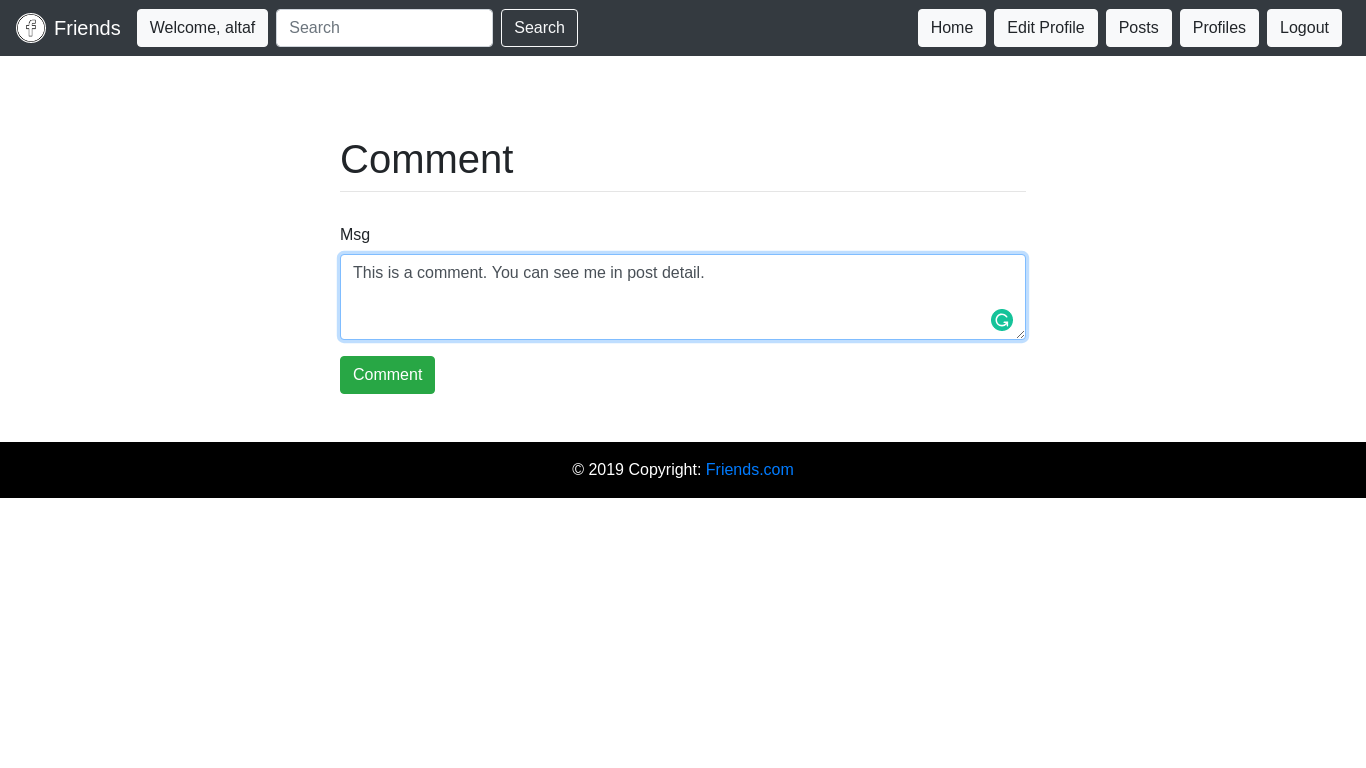 Friends Welcome, altaf Search Search Home Edit Profile Posts Profiles Logout
Comment
Msg
This is a comment. You can see me in post detail.
Comment
© 2019 Copyright: Friends.com